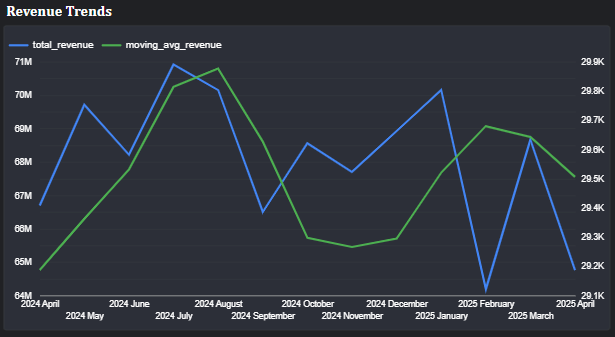 Revenue Trends
total_revenue moving_avg_revenue
71M 29.9K
70M 29.8K
69M 29.7K
68M 29.6K
67M 29.5K
66M 29.4K
65M 29.3K
64M 29.2K
29.1K
2024 April 2024 June 2024 August 2024 October 2024 December 2025 February 2025 April
2024 May 2024 July 2024 September 2024 November 2025 January 2025 March